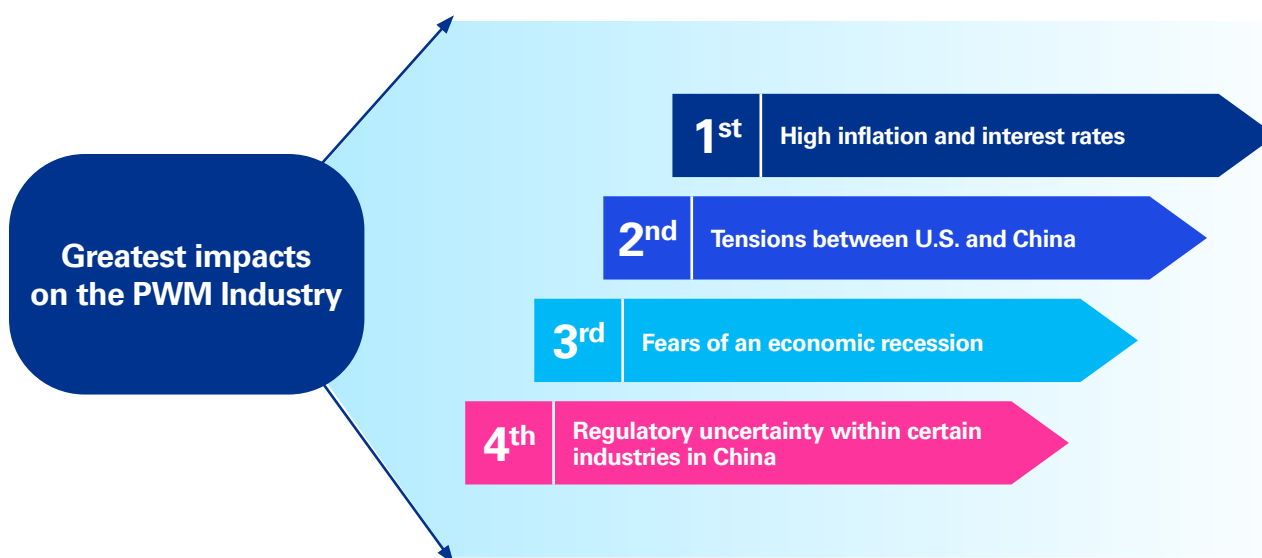 Greatest impacts
on the PWM Industry
1st
High inflation and interest rates
2nd
Tensions between U.S. and China
3rd
Fears of an economic recession
4th
Regulatory uncertainty within certain
industries in China